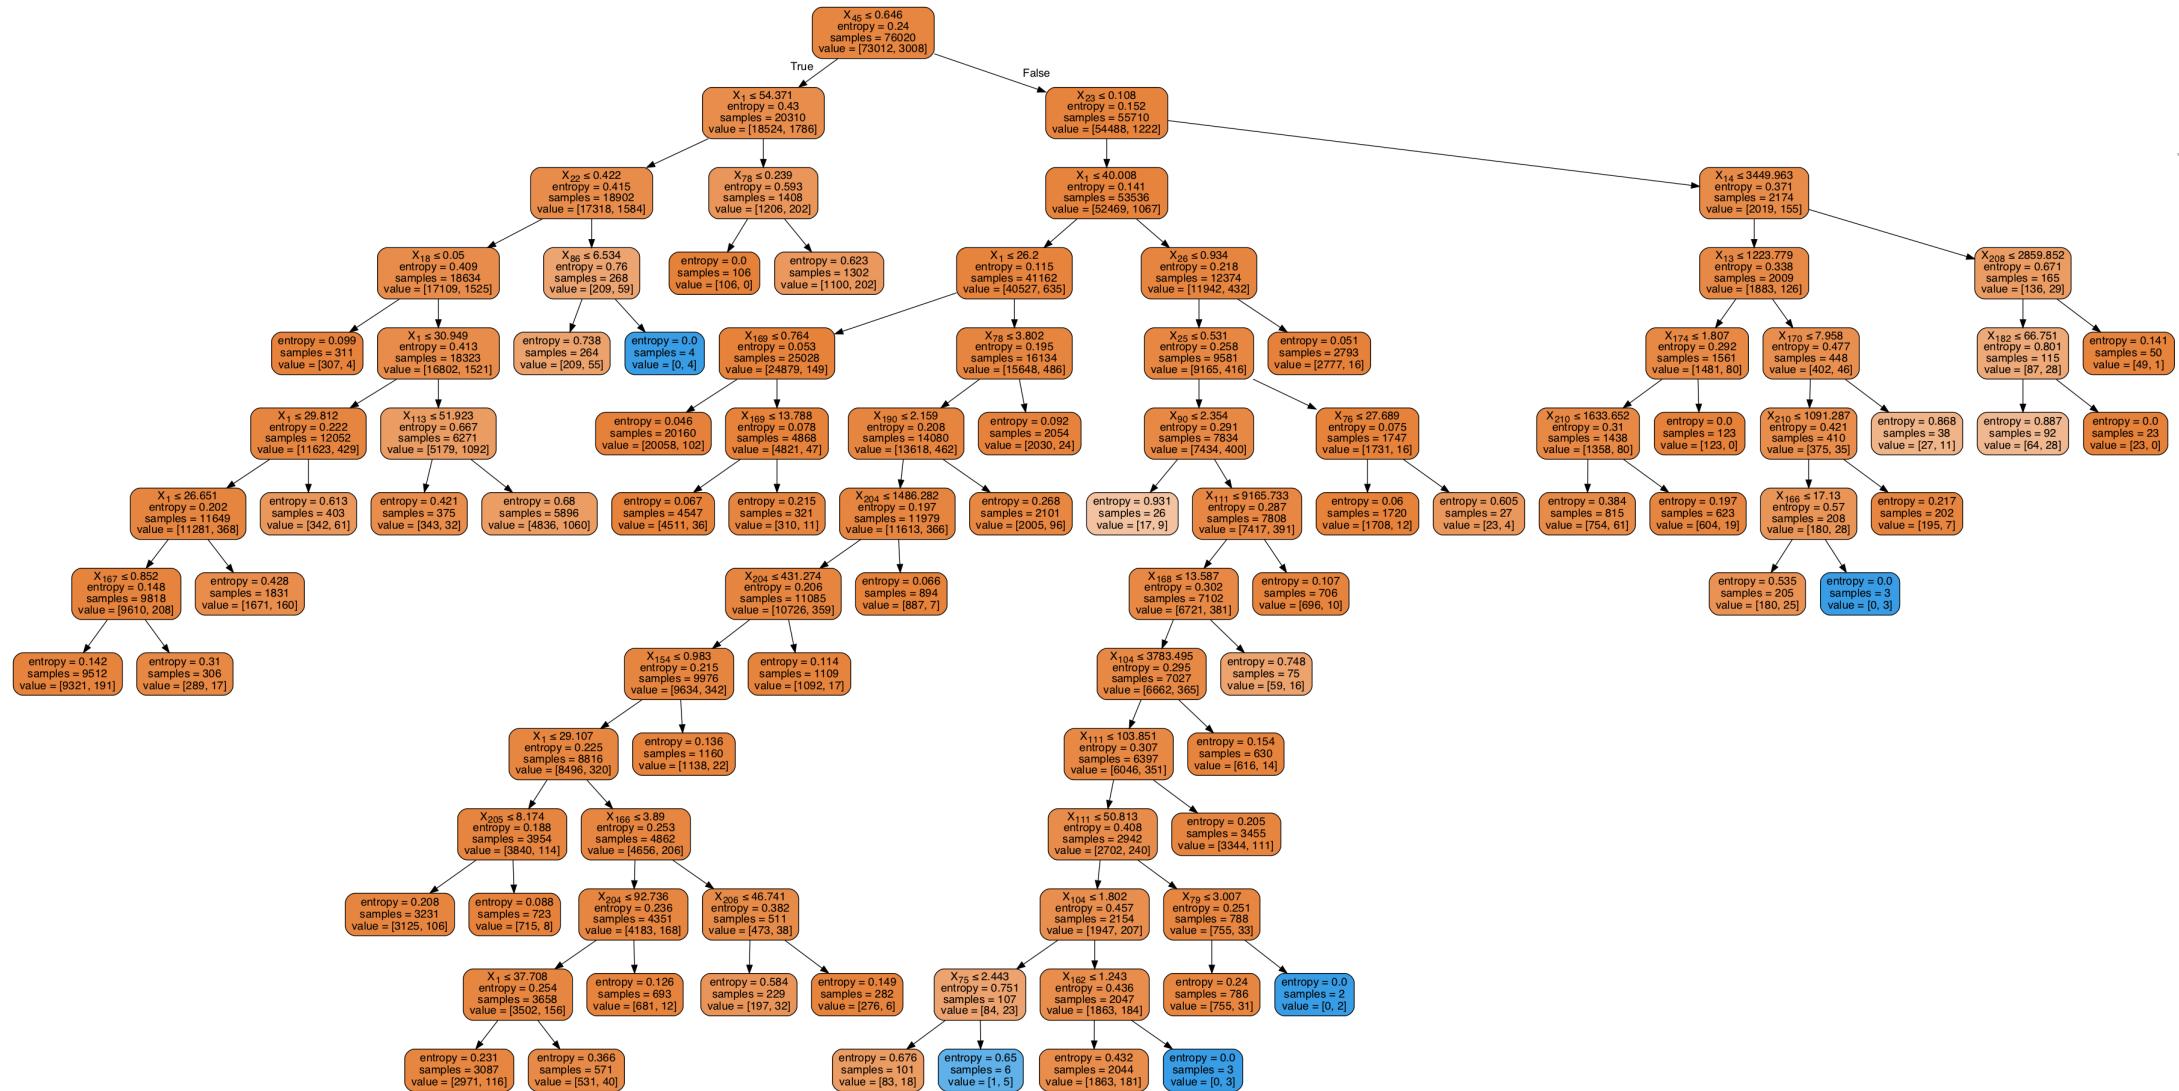 X45 ≤ 0.646
entropy = 0.24
samples = 76020
value = [73012, 3008]
True
False
X1 ≤ 54.371
entropy = 0.43
samples = 20310
value = [18524, 1786]
X23 ≤ 0.108
entropy = 0.152
samples = 55710
value = [54488, 1222]
X22 ≤ 0.422
entropy = 0.415
samples = 18902
value = [17318, 1584]
X78 ≤ 0.239
entropy = 0.593
samples = 1408
value = [1206, 202]
X1 ≤ 40.008
entropy = 0.141
samples = 53536
value = [52469, 1067]
X14 ≤ 3449.963
entropy = 0.371
samples = 2174
value = [2019, 155]
X18 ≤ 0.05
entropy = 0.409
samples = 18634
value = [17109, 1525]
X86 ≤ 6.534
entropy = 0.76
samples = 268
value = [209, 59]
entropy = 0.0
samples = 106
value = [106, 0]
entropy = 0.623
samples = 1302
value = [1100, 202]
X1 ≤ 26.2
entropy = 0.115
samples = 41162
value = [40527, 635]
X26 ≤ 0.934
entropy = 0.218
samples = 12374
value = [11942, 432]
X13 ≤ 1223.779
entropy = 0.338
samples = 2009
value = [1883, 126]
X208 ≤ 2859.852
entropy = 0.671
samples = 165
value = [136, 29]
entropy = 0.099
samples = 311
value = [307, 4]
X1 ≤ 30.949
entropy = 0.413
samples = 18323
value = [16802, 1521]
entropy = 0.738
samples = 264
value = [209, 55]
entropy = 0.0
samples = 4
value = [0, 4]
X169 ≤ 0.764
entropy = 0.053
samples = 25028
value = [24879, 149]
X78 ≤ 3.802
entropy = 0.195
samples = 16134
value = [15648, 486]
X25 ≤ 0.531
entropy = 0.258
samples = 9581
value = [9165, 416]
entropy = 0.051
samples = 2793
value = [2777, 16]
X174 ≤ 1.807
entropy = 0.292
samples = 1561
value = [1481, 80]
X170 ≤ 7.958
entropy = 0.477
samples = 448
value = [402, 46]
X182 ≤ 66.751
entropy = 0.801
samples = 115
value = [87, 28]
entropy = 0.141
samples = 50
value = [49, 1]
X1 ≤ 29.812
entropy = 0.222
samples = 12052
value = [11623, 429]
X113 ≤ 51.923
entropy = 0.667
samples = 6271
value = [5179, 1092]
entropy = 0.046
samples = 20160
value = [20058, 102]
X169 ≤ 13.788
entropy = 0.078
samples = 4868
value = [4821, 47]
X190 ≤ 2.159
entropy = 0.208
samples = 14080
value = [13618, 462]
entropy = 0.092
samples = 2054
value = [2030, 24]
X90 ≤ 2.354
entropy = 0.291
samples = 7834
value = [7434, 400]
X76 ≤ 27.689
entropy = 0.075
samples = 1747
value = [1731, 16]
X210 ≤ 1633.652
entropy = 0.31
samples = 1438
value = [1358, 80]
entropy = 0.0
samples = 123
value = [123, 0]
X210 ≤ 1091.287
entropy = 0.421
samples = 410
value = [375, 35]
entropy = 0.868
samples = 38
value = [27, 11]
entropy = 0.887
samples = 92
value = [64, 28]
entropy = 0.0
samples = 23
value = [23, 0]
X1 ≤ 26.651
entropy = 0.202
samples = 11649
value = [11281, 368]
entropy = 0.613
samples = 403
value = [342, 61]
entropy = 0.421
samples = 375
value = [343, 32]
entropy = 0.68
samples = 5896
value = [4836, 1060]
entropy = 0.067
samples = 4547
value = [4511, 36]
entropy = 0.215
samples = 321
value = [310, 11]
X204 ≤ 1486.282
entropy = 0.197
samples = 11979
value = [11613, 366]
entropy = 0.268
samples = 2101
value = [2005, 96]
entropy = 0.931
samples = 26
value = [17, 9]
X111 ≤ 9165.733
entropy = 0.287
samples = 7808
value = [7417, 391]
entropy = 0.06
samples = 1720
value = [1708, 12]
entropy = 0.605
samples = 27
value = [23, 4]
entropy = 0.384
samples = 815
value = [754, 61]
entropy = 0.197
samples = 623
value = [604, 19]
X166 ≤ 17.13
entropy = 0.57
samples = 208
value = [180, 28]
entropy = 0.217
samples = 202
value = [195, 7]
X167 ≤ 0.852
entropy = 0.148
samples = 9818
value = [9610, 208]
entropy = 0.428
samples = 1831
value = [1671, 160]
X204 ≤ 431.274
entropy = 0.206
samples = 11085
value = [10726, 359]
entropy = 0.066
samples = 894
value = [887, 7]
X168 ≤ 13.587
entropy = 0.302
samples = 7102
value = [6721, 381]
entropy = 0.107
samples = 706
value = [696, 10]
entropy = 0.535
samples = 205
value = [180, 25]
entropy = 0.0
samples = 3
value = [0, 3]
entropy = 0.142
samples = 9512
value = [9321, 191]
entropy = 0.31
samples = 306
value = [289, 17]
X154 ≤ 0.983
entropy = 0.215
samples = 9976
value = [9634, 342]
entropy = 0.114
samples = 1109
value = [1092, 17]
X104 ≤ 3783.495
entropy = 0.295
samples = 7027
value = [6662, 365]
entropy = 0.748
samples = 75
value = [59, 16]
X1 ≤ 29.107
entropy = 0.225
samples = 8816
value = [8496, 320]
entropy = 0.136
samples = 1160
value = [1138, 22]
X111 ≤ 103.851
entropy = 0.307
samples = 6397
value = [6046, 351]
entropy = 0.154
samples = 630
value = [616, 14]
X205 ≤ 8.174
entropy = 0.188
samples = 3954
value = [3840, 114]
X166 ≤ 3.89
entropy = 0.253
samples = 4862
value = [4656, 206]
X111 ≤ 50.813
entropy = 0.408
samples = 2942
value = [2702, 240]
entropy = 0.205
samples = 3455
value = [3344, 111]
entropy = 0.208
samples = 3231
value = [3125, 106]
entropy = 0.088
samples = 723
value = [715, 8]
X204 ≤ 92.736
entropy = 0.236
samples = 4351
value = [4183, 168]
X206 ≤ 46.741
entropy = 0.382
samples = 511
value = [473, 38]
X104 ≤ 1.802
entropy = 0.457
samples = 2154
value = [1947, 207]
X79 ≤ 3.007
entropy = 0.251
samples = 788
value = [755, 33]
X1 ≤ 37.708
entropy = 0.254
samples = 3658
value = [3502, 156]
entropy = 0.126
samples = 693
value = [681, 12]
entropy = 0.584
samples = 229
value = [197, 32]
entropy = 0.149
samples = 282
value = [276, 6]
X75 ≤ 2.443
entropy = 0.751
samples = 107
value = [84, 23]
X162 ≤ 1.243
entropy = 0.436
samples = 2047
value = [1863, 184]
entropy = 0.24
samples = 786
value = [755, 31]
entropy = 0.0
samples = 2
value = [0, 2]
entropy = 0.231
samples = 3087
value = [2971, 116]
entropy = 0.366
samples = 571
value = [531, 40]
entropy = 0.676
samples = 101
value = [83, 18]
entropy = 0.65
samples = 6
value = [1, 5]
entropy = 0.432
samples = 2044
value = [1863, 181]
entropy = 0.0
samples = 3
value = [0, 3]